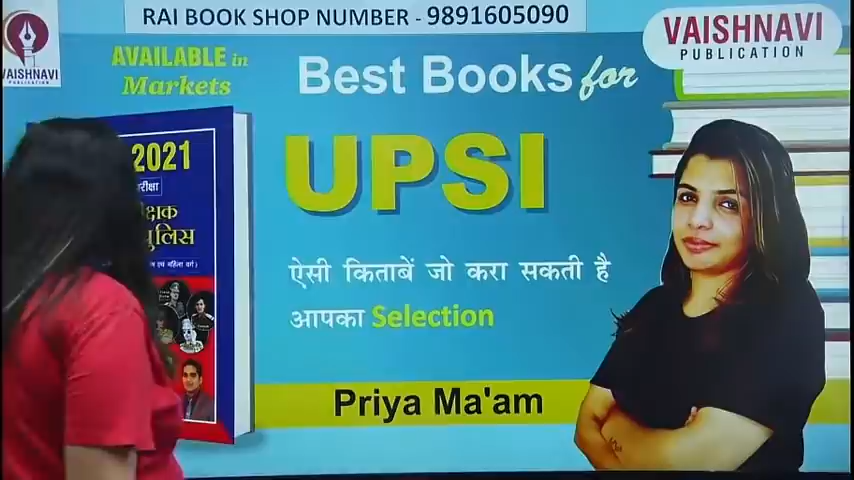 RAI BOOK SHOP NUMBER - 9891605090
VAISHNAVI
PUBLICATION
VAISHNAVI
PUBLICATION
AVAILABLE in
Markets
Best Books for
UPSI
2021
ऐसी किताबें जो करा सकती है
आपका Selection
Priya Ma'am